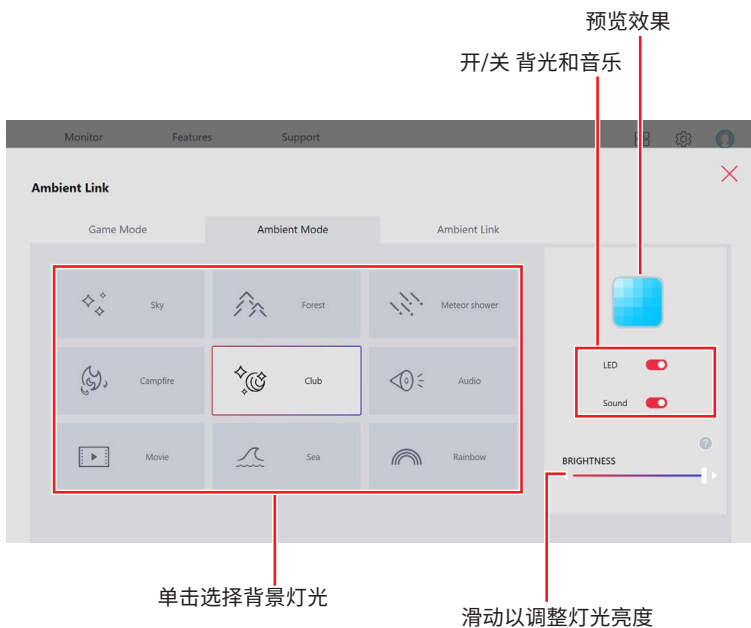 预览效果
开/关 背光和音乐
Monitor Features Support
Ambient Link
Game Mode Ambient Mode Ambient Link
Sky Forest Meteor shower
LED
Campfire Club Audio
Sound
Movie Sea Rainbow
?
BRIGHTNESS
单击选择背景灯光
滑动以调整灯光亮度